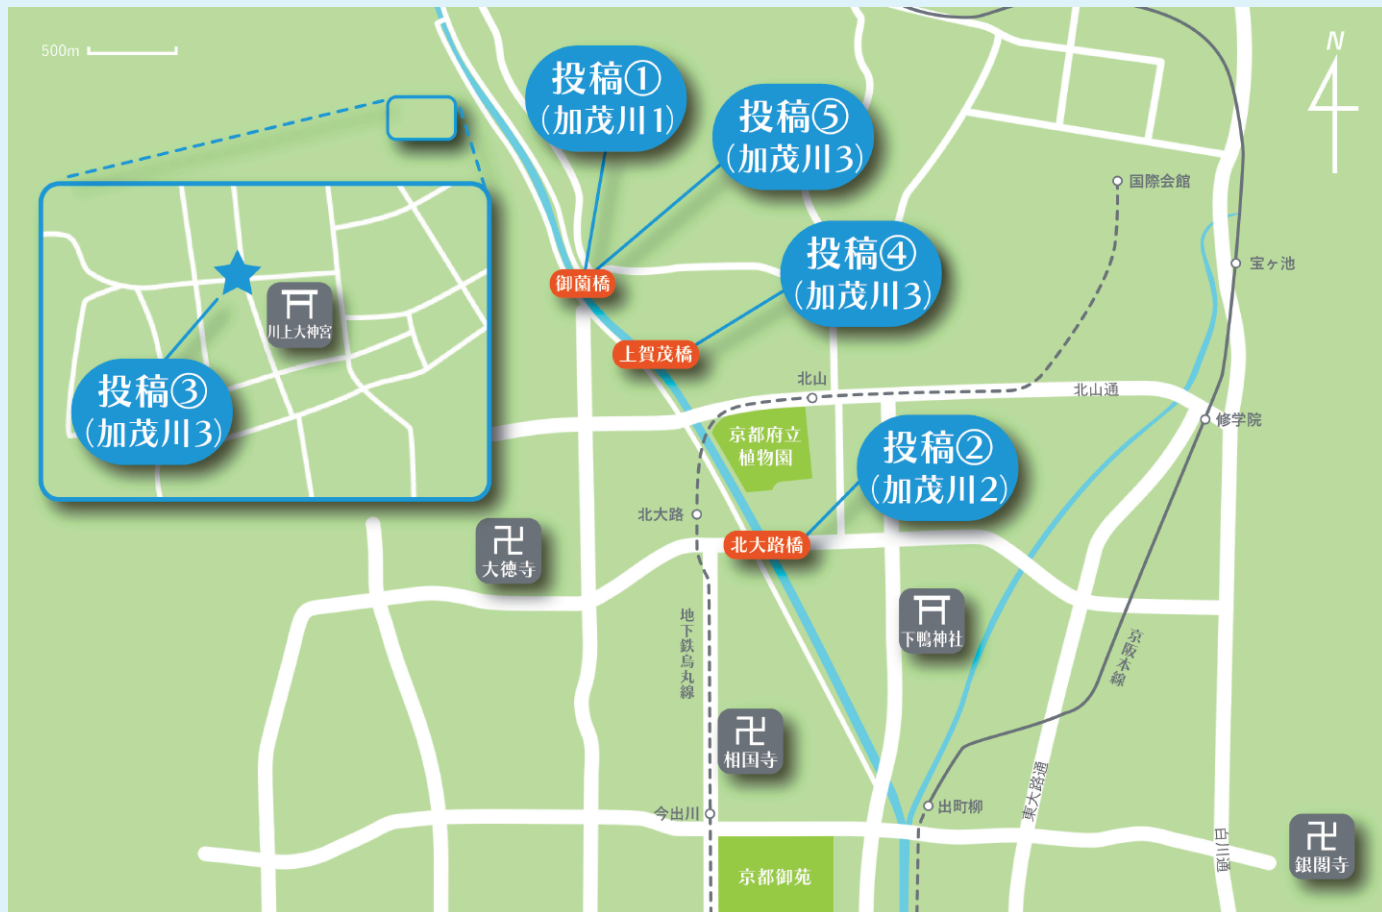 500m
N
投稿①
（加茂川1）
投稿⑤
（加茂川3）
国際会館
投稿④
（加茂川3）
宝ヶ池
御薗橋
川上大神宮
上賀茂橋
投稿③
（加茂川3）
北山
北山通
修学院
京都府立
植物園
投稿②
（加茂川2）
北大路
北大路橋
大徳寺
地下鉄烏丸線
下鴨神社
京阪本線
相国寺
今出川
出町柳
東大路通
白川通
銀閣寺
京都御苑